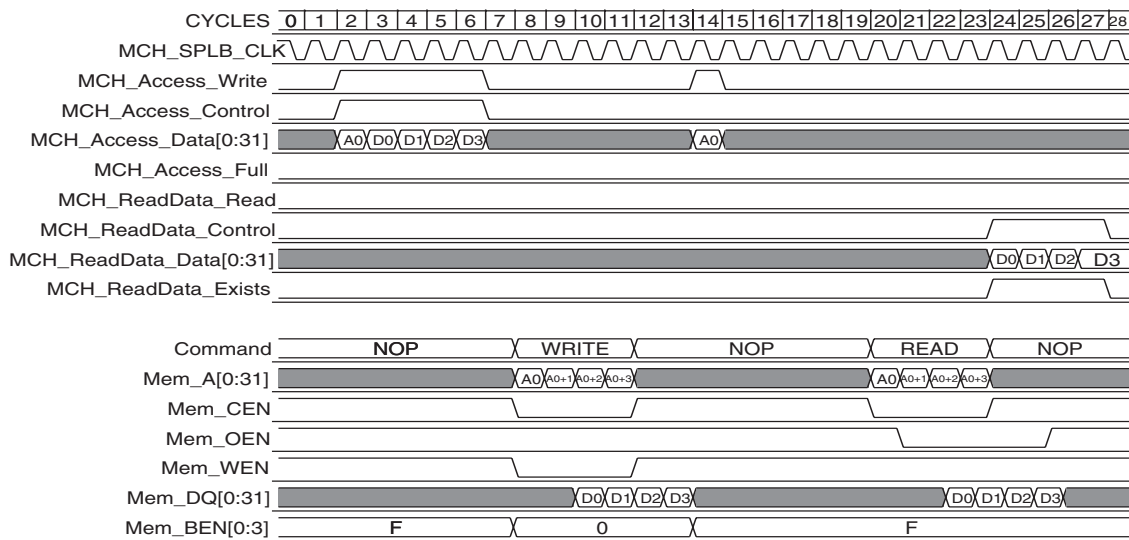 CYCLES 0 1 2 3 4 5 6 7 8 9 10 11 12 13 14 15 16 17 18 19 20 21 22 23 24 25 26 27 28
MCH_SPLB_CLK
MCH_Access_Write
MCH_Access_Control
MCH_Access_Data[0:31] A0 D0 D1 D2 D3 A0
MCH_Access_Full
MCH_ReadData_Read
MCH_ReadData_Control
MCH_ReadData_Data[0:31] D0 D1 D2 D3
MCH_ReadData_Exists
Command NOP WRITE NOP READ NOP
Mem_A[0:31] A0 A0+1 A0+2 A0+3 A0 A0+1 A0+2 A0+3
Mem_CEN
Mem_OEN
Mem_WEN
Mem_DQ[0:31] D0 D1 D2 D3 D0 D1 D2 D3
Mem_BEN[0:3] F 0 F